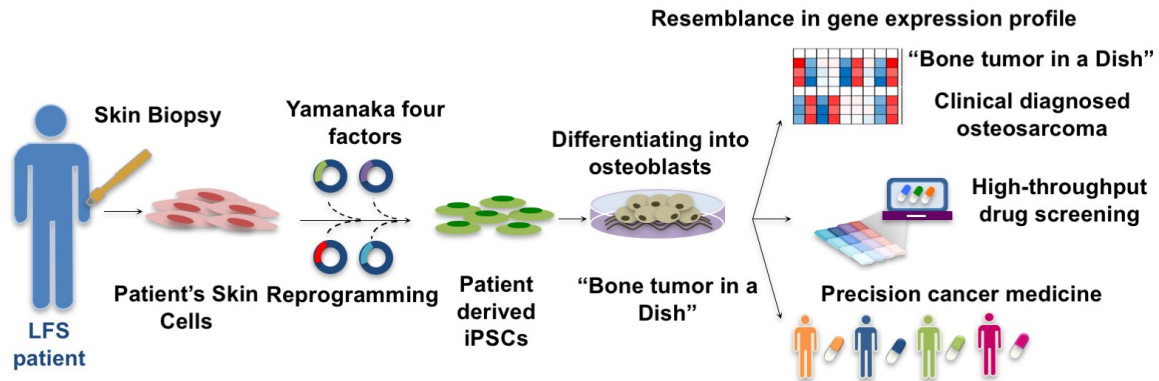 Resemblance in gene expression profile
“Bone tumor in a Dish”
Clinical diagnosed
osteosarcoma
Skin Biopsy
Yamanaka four
factors
Differentiating into
osteoblasts
High-throughput
drug screening
Patient’s Skin
Cells
Reprogramming
Patient
derived
iPSCs
“Bone tumor in a
Dish”
Precision cancer medicine
LFS
patient